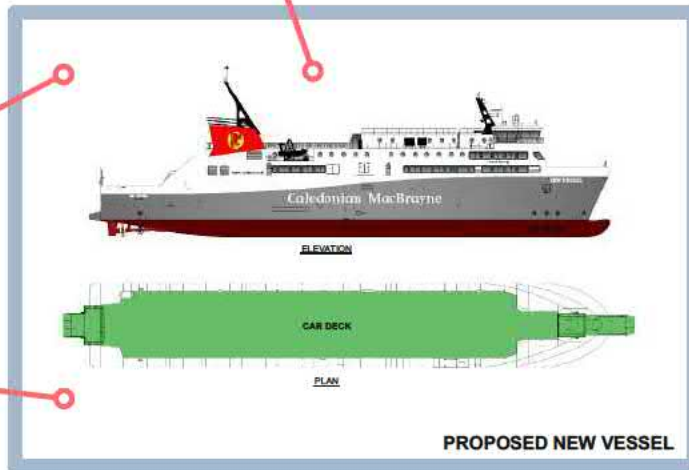 Caledonian MacBrayne
ELEVATION
CAR DECK
PLAN
PROPOSED NEW VESSEL